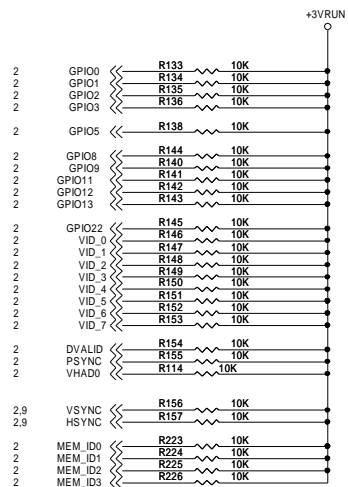 +3VRUN
2 GPIO0 R133 10K
2 GPIO1 R134 10K
2 GPIO2 R135 10K
2 GPIO3 R136 10K
2 GPIO5 R138 10K
2 GPIO8 R144 10K
2 GPIO9 R140 10K
2 GPIO11 R141 10K
2 GPIO12 R142 10K
2 GPIO13 R143 10K
2 GPIO22 R145 10K
2 VID_0 R146 10K
2 VID_1 R147 10K
2 VID_2 R148 10K
2 VID_3 R149 10K
2 VID_4 R150 10K
2 VID_5 R151 10K
2 VID_6 R152 10K
2 VID_7 R153 10K
2 DVALID R154 10K
2 PSYNC R155 10K
2 VHAD0 R114 10K
2,9 VSYNC R156 10K
2,9 HSYNC R157 10K
2 MEM_ID0 R223 10K
2 MEM_ID1 R224 10K
2 MEM_ID2 R225 10K
2 MEM_ID3 R226 10K